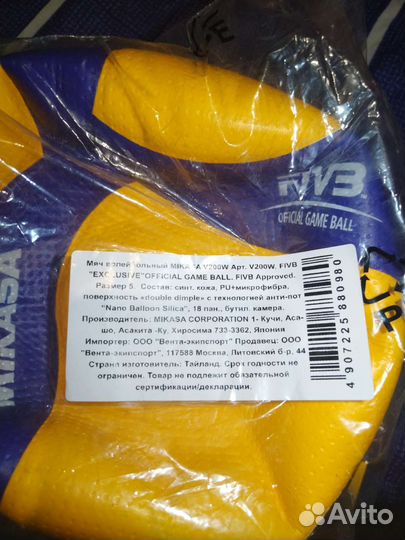 FIVB
OFFICIAL GAME BALL
MIKASA
Мяч волейбольный MIKASA V200W Арт. V200W, FIVB
"EXCLUSIVE"OFFICIAL GAME BALL. FIVB Approved.
Размер 5. Состав: синт. кожа, PU+микрофибра,
поверхность «double dimple» с технологией анти-пот
"Nano Balloon Silica", 18 пан., бутил. камера.
Производитель: MIKASA CORPORATION 1- Кучи, Аса-
шо, Асакита -Ку, Хиросима 733-3362, Япония
Импортер: ООО "Вента-экипспорт" Продавец: ООО
"Вента-экипспорт", 117588 Москва, Литовский б-р, 44
Страна изготовитель: Тайланд. Срок годности не
ограничен. Товар не подлежит обязательной
сертификации/декларации.
4 907225 880980
Avito